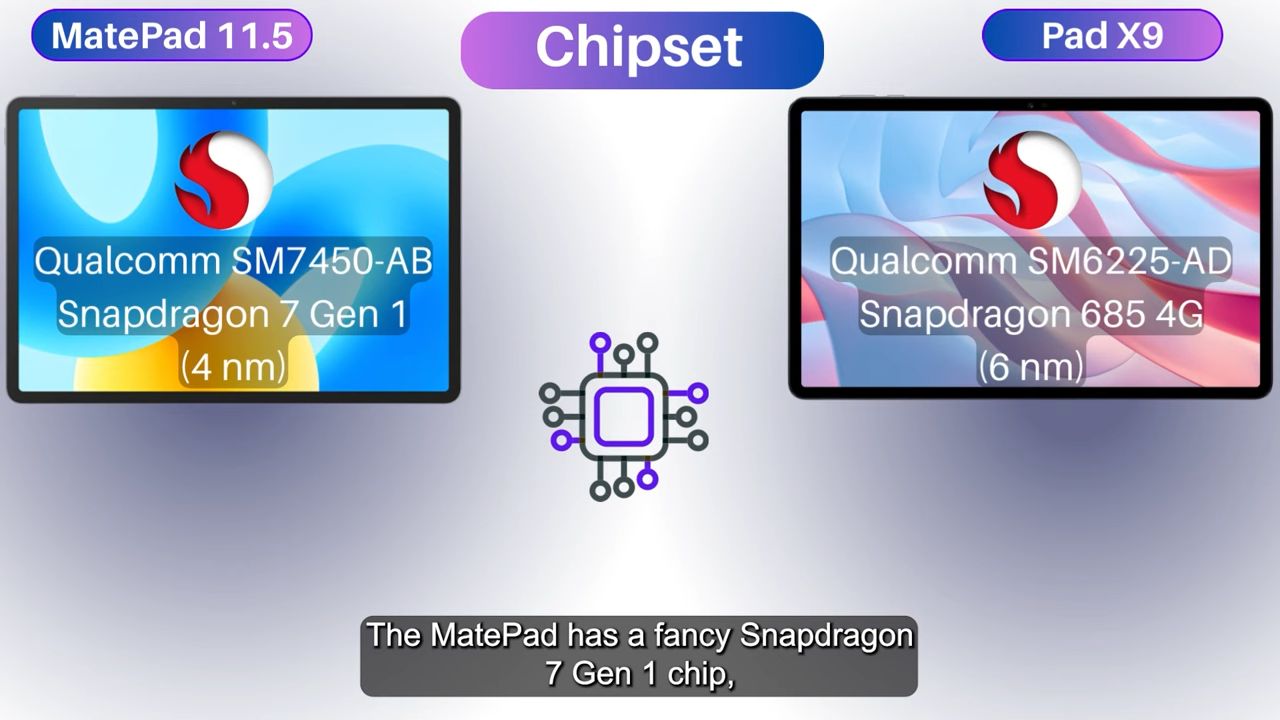 MatePad 11.5
Chipset
Pad X9
Qualcomm SM7450-AB
Snapdragon 7 Gen 1
(4 nm)
Qualcomm SM6225-AD
Snapdragon 685 4G
(6 nm)
The MatePad has a fancy Snapdragon
7 Gen 1 chip,